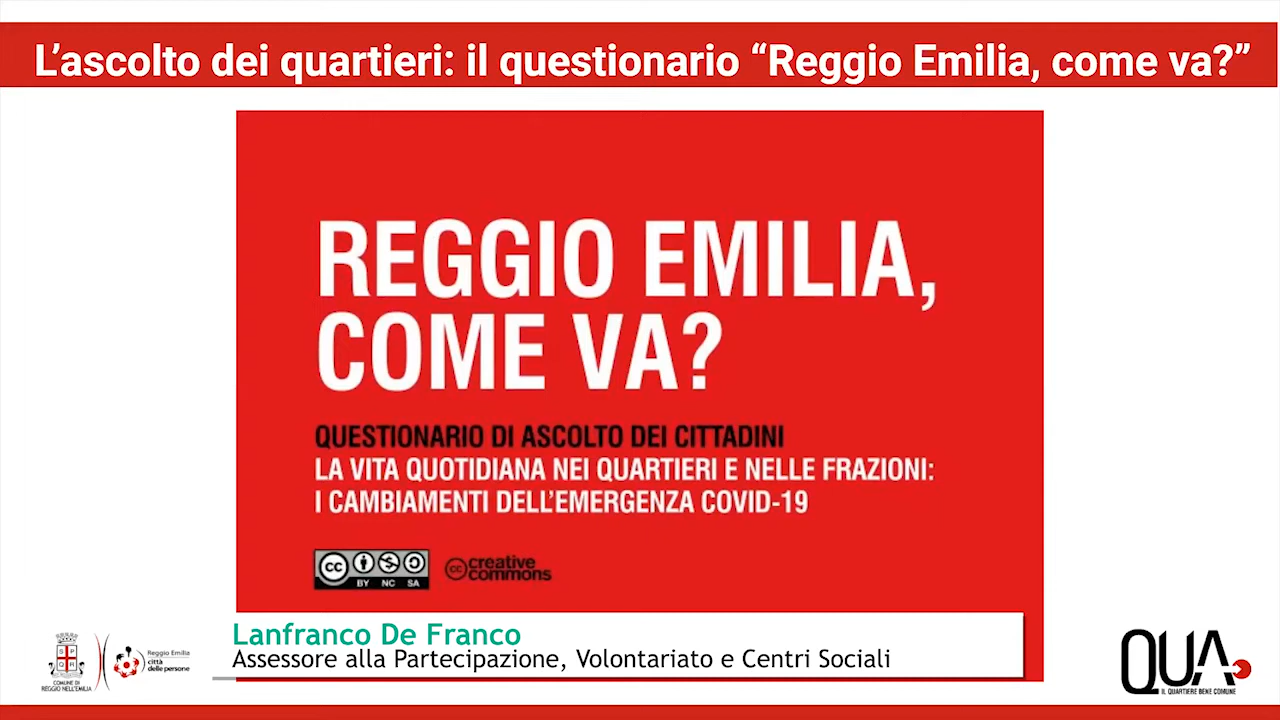 L’ascolto dei quartieri: il questionario “Reggio Emilia, come va?”
REGGIO EMILIA,
COME VA?
QUESTIONARIO DI ASCOLTO DEI CITTADINI
LA VITA QUOTIDIANA NEI QUARTIERI E NELLE FRAZIONI:
I CAMBIAMENTI DELL’EMERGENZA COVID-19
cc BY NC SA
cc creative
commons
Lanfranco De Franco
Assessore alla Partecipazione, Volontariato e Centri Sociali
COMUNE DI
REGGIO NELL'EMILIA
Reggio Emilia
città
delle persone
QUA
IL QUARTIERE BENE COMUNE